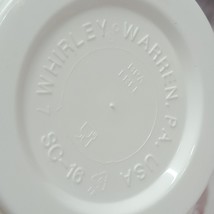 WHIRLEY WARREN, PA. USA
SC-16